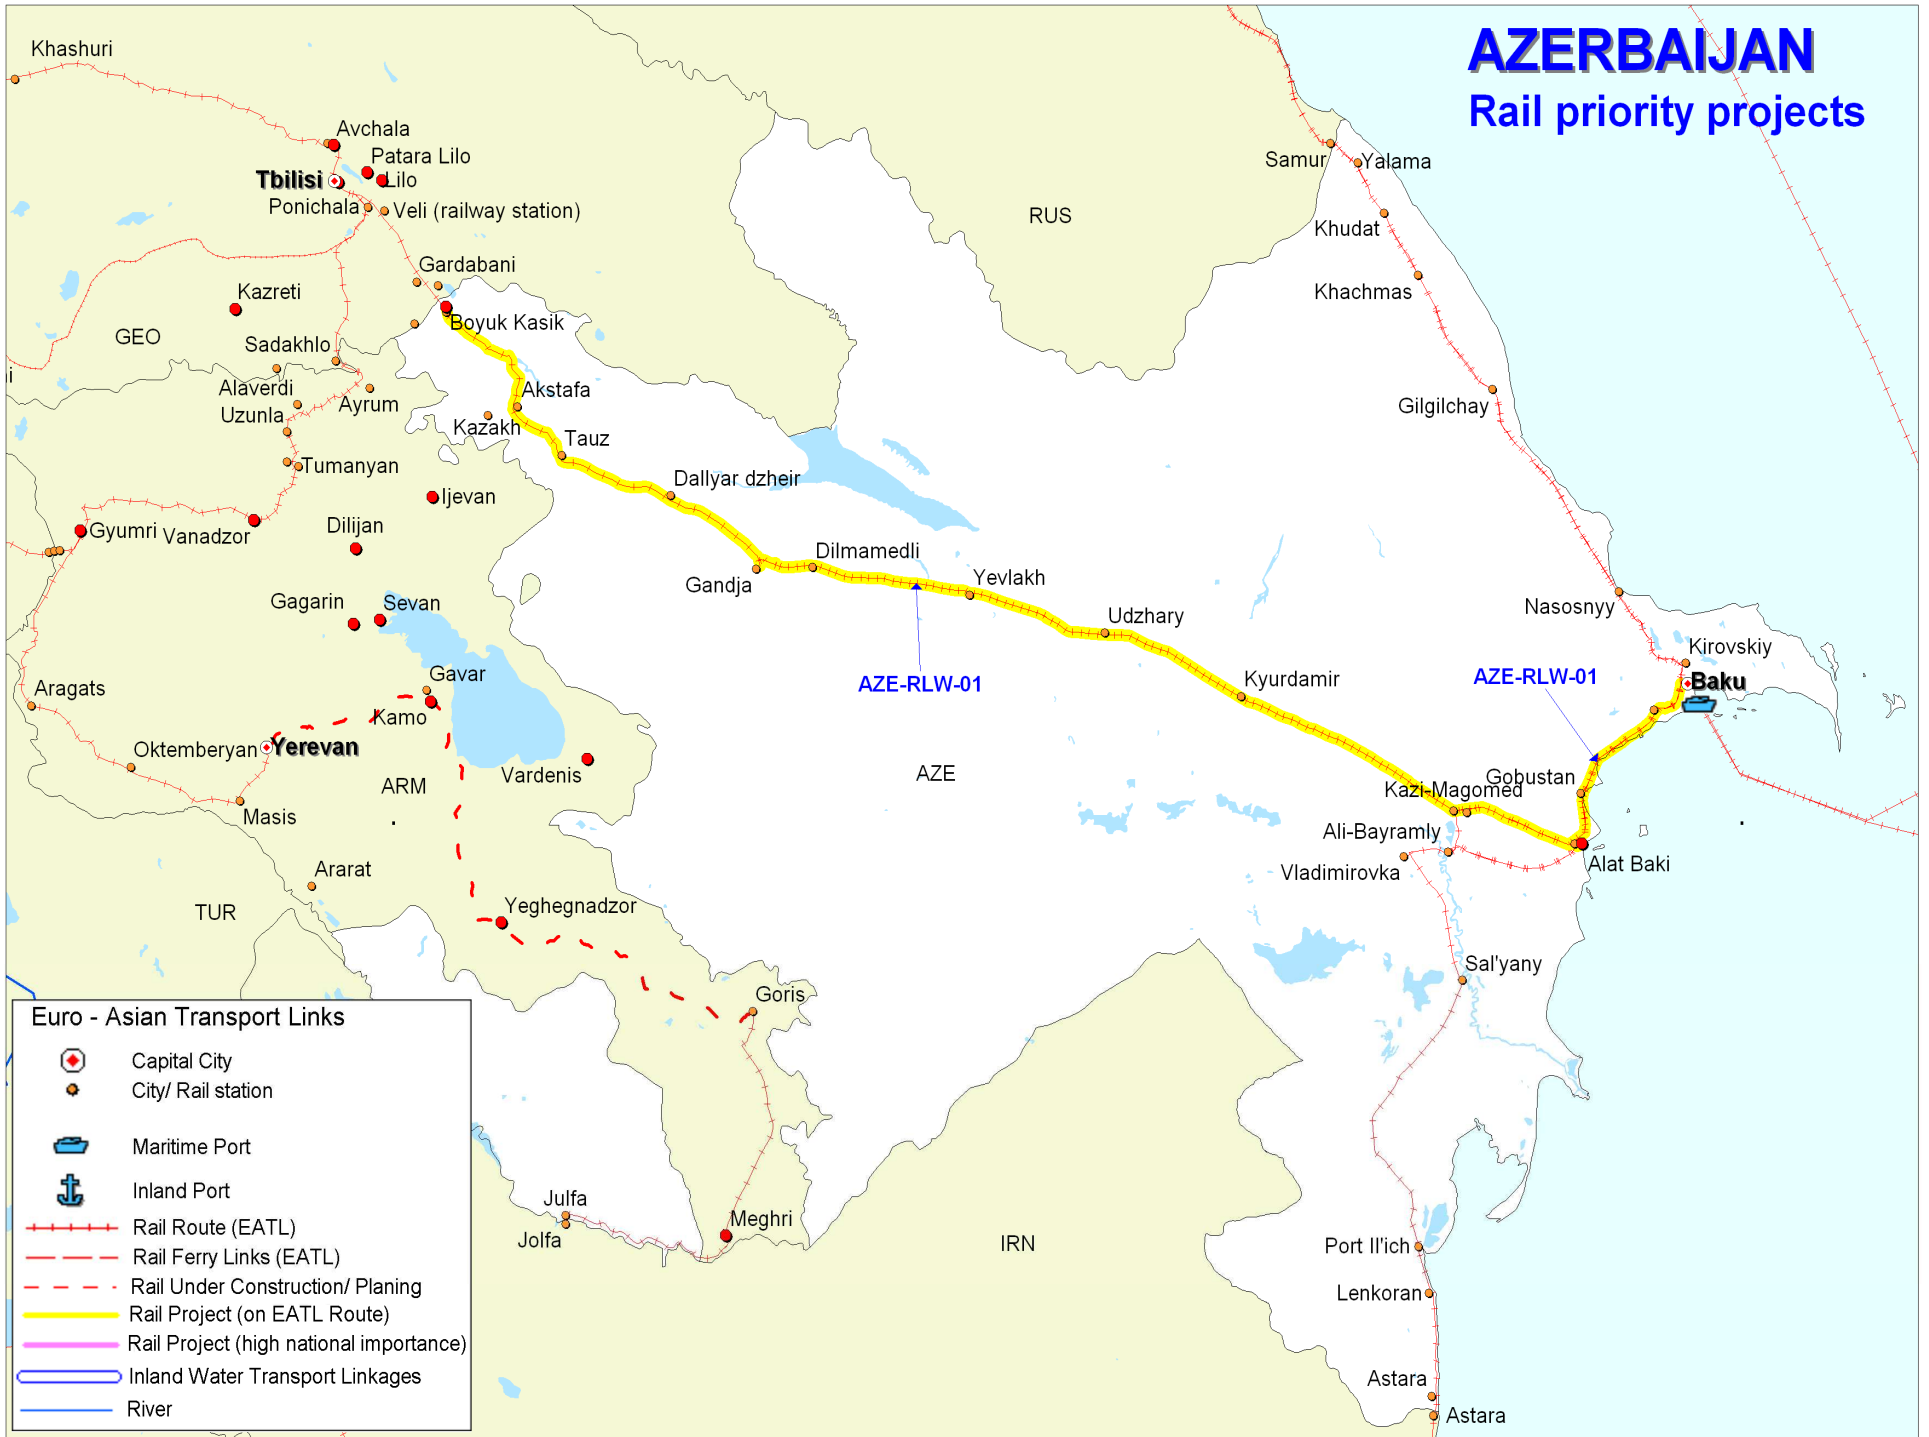 AZERBAIJAN
Rail priority projects
Khashuri
Avchala
Patara Lilo
Tbilisi
Lilo
Ponichala
Veli (railway station)
Gardabani
Kazreti
Boyuk Kasik
GEO
Sadakhlo
Alaverdi
Ayrum
Uzunla
Tumanyan
Akstafa
Kazakh
Tauz
Dallyar dzheir
Ijevan
Gyumri
Vanadzor
Dilijan
Gandja
Dilmamedli
Yevlakh
Udzhary
Gagarin
Sevan
Gavar
Kamo
Aragats
Oktemberyan
Yerevan
Masis
ARM
Vardenis
Ararat
TUR
Yeghegnadzor
Goris
Julfa
Jolfa
Meghri
IRN
RUS
AZE
AZE-RLW-01
AZE-RLW-01
Samur
Yalama
Khudat
Khachmas
Gilgilchay
Nasosnyy
Kirovskiy
Baku
Kyurdamir
Gobustan
Kazi-Magomed
Ali-Bayramly
Vladimirovka
Alat Baki
Sal'yany
Port Il'ich
Lenkoran
Astara
Astara
i
Euro - Asian Transport Links
Capital City
City/ Rail station
Maritime Port
Inland Port
Rail Route (EATL)
Rail Ferry Links (EATL)
Rail Under Construction/ Planing
Rail Project (on EATL Route)
Rail Project (high national importance)
Inland Water Transport Linkages
River